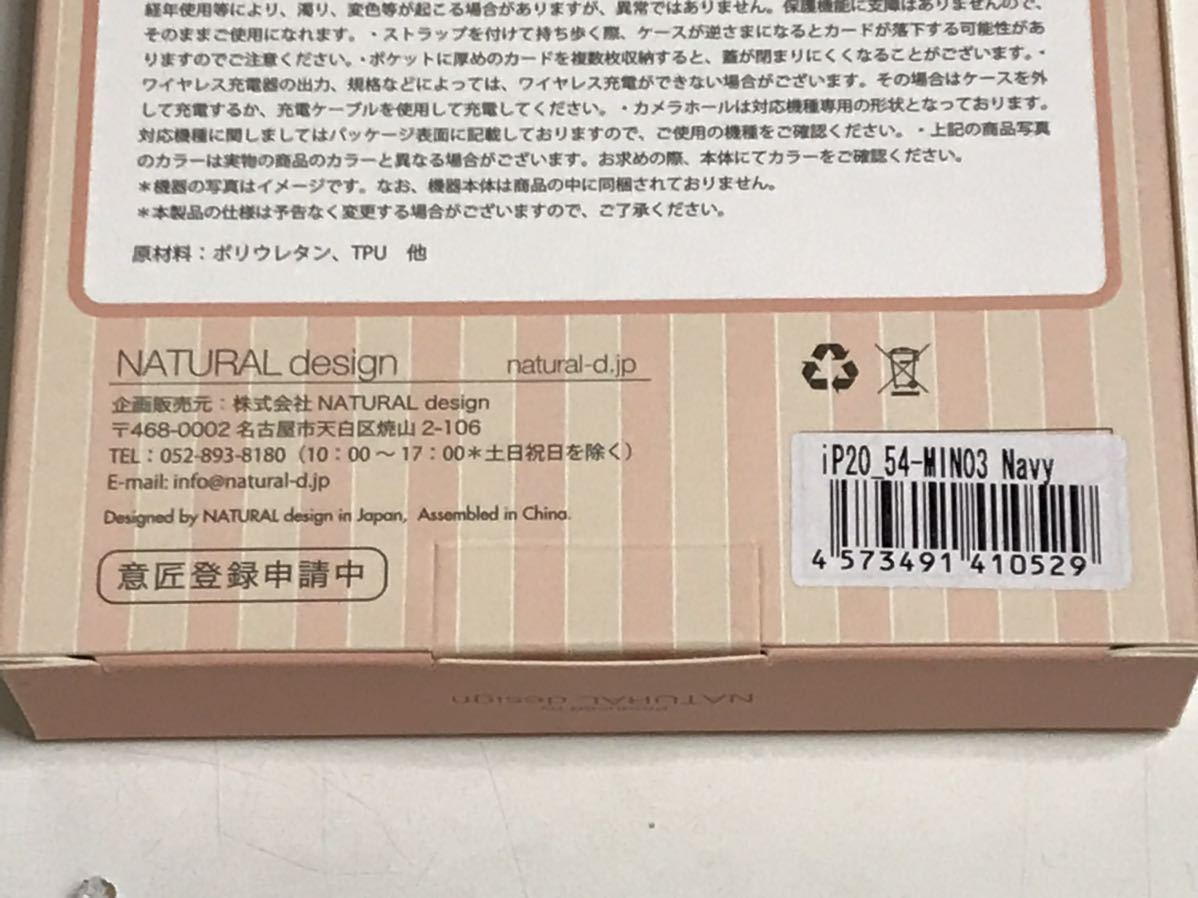 経年使用等により、濁り、変色等が起こる場合がありますが、異常ではありません。保護機能に支障はありませんので、
そのままご使用になれます。・ストラップを付けて持ち歩く際、ケースが逆さまになるとカードが落下する可能性があ
りますのでご注意ください。・ポケットに厚めのカードを複数枚収納すると、蓋が閉まりにくくなることがございます。・
ワイヤレス充電器の出力、規格などによっては、ワイヤレス充電ができない場合がございます。その場合はケースを外
して充電するか、充電ケーブルを使用して充電してください。・カメラホールは対応機種専用の形状となっております。
対応機種に関しましてはパッケージ表面に記載しておりますので、ご使用の機種をご確認ください。・上記の商品写真
のカラーは実物の商品のカラーと異なる場合がございます。お求めの際、本体にてカラーをご確認ください。
＊機器の写真はイメージです。なお、機器本体は商品の中に同梱されておりません。
＊本製品の仕様は予告なく変更する場合がございますので、ご了承ください。
原材料：ポリウレタン、TPU　他
NATURAL design natural-d.jp
企画販売元：株式会社 NATURAL design
〒468-0002 名古屋市天白区焼山 2-106
TEL：052-893-8180（10：00～17：00＊土日祝日を除く）
E-mail: info@natural-d.jp
Designed by NATURAL design in Japan, Assembled in China.
意匠登録申請中
iP20_54-MIN03 Navy
4 573491 410529
Produced by
NATURAL design